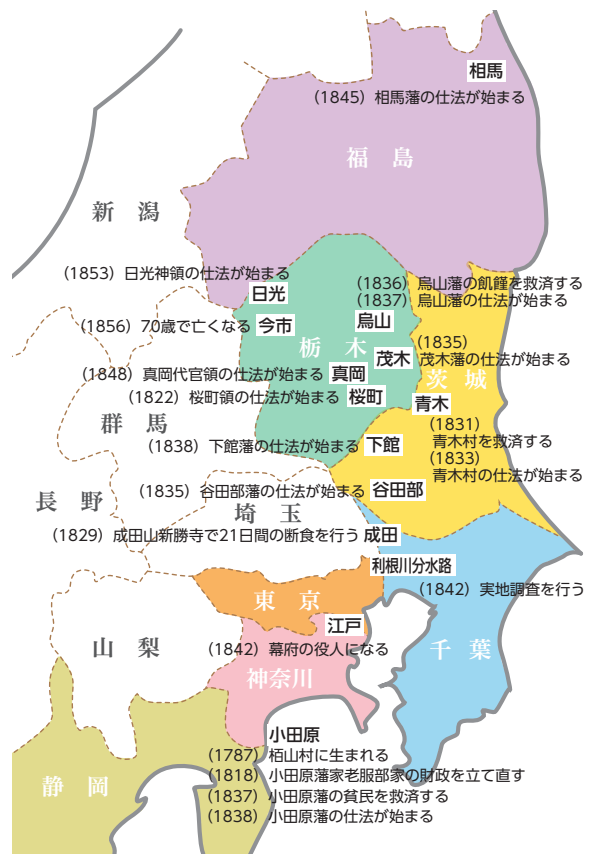 相馬
（1845）相馬藩の仕法が始まる
福島
新潟
（1853）日光神領の仕法が始まる
日光
（1836）烏山藩の飢饉を救済する
（1837）烏山藩の仕法が始まる
烏山
（1856）70歳で亡くなる
今市
栃木
（1835）
茂木藩の仕法が始まる
茂木
茨城
（1848）真岡代官領の仕法が始まる
真岡
（1822）桜町領の仕法が始まる
桜町
青木
群馬
（1831）
青木村を救済する
（1833）
青木村の仕法が始まる
（1838）下館藩の仕法が始まる
下館
長野
（1835）谷田部藩の仕法が始まる
谷田部
埼玉
（1829）成田山新勝寺で21日間の断食を行う
成田
利根川分水路
（1842）実地調査を行う
東京
江戸
山梨
（1842）幕府の役人になる
千葉
神奈川
小田原
（1787）栢山村に生まれる
（1818）小田原藩家老服部家の財政を立て直す
（1837）小田原藩の貧民を救済する
（1838）小田原藩の仕法が始まる
静岡